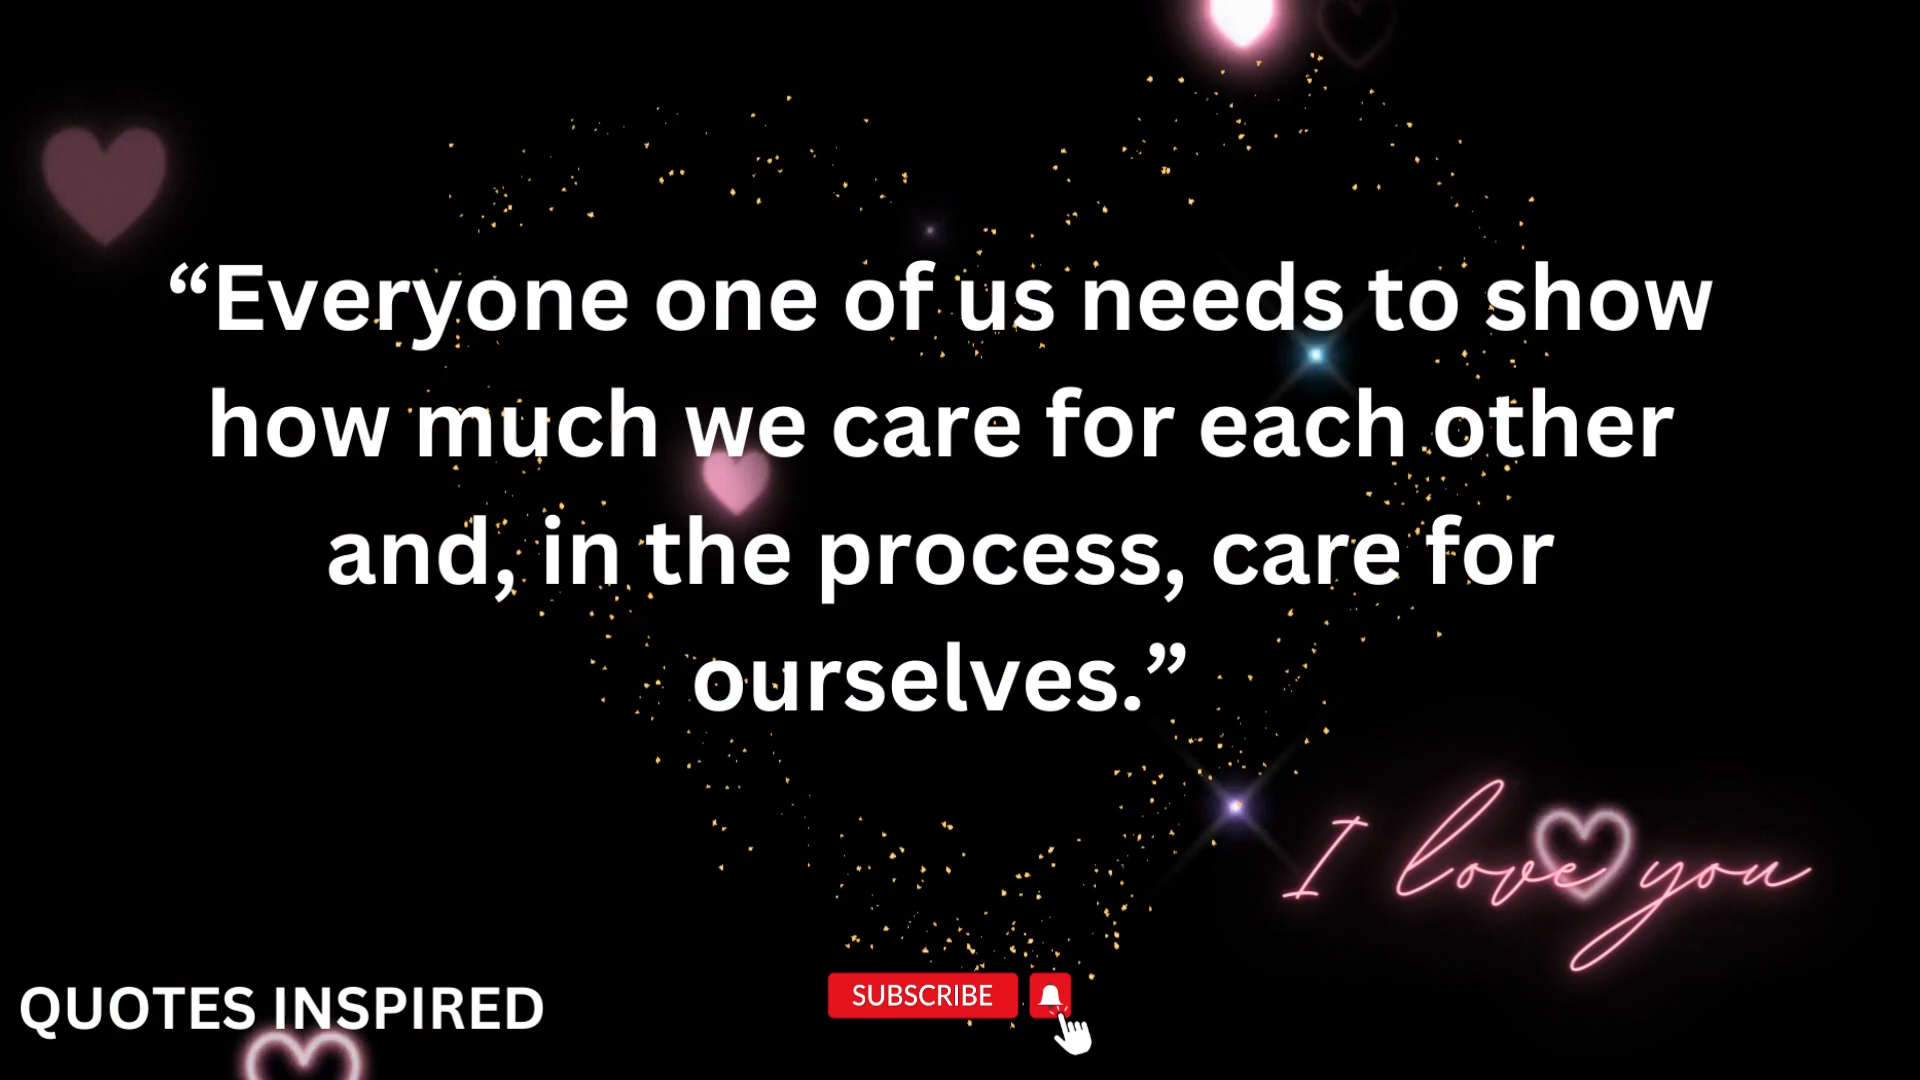 “Everyone one of us needs to show
how much we care for each other
and, in the process, care for
ourselves.”
I love you
QUOTES INSPIRED
SUBSCRIBE